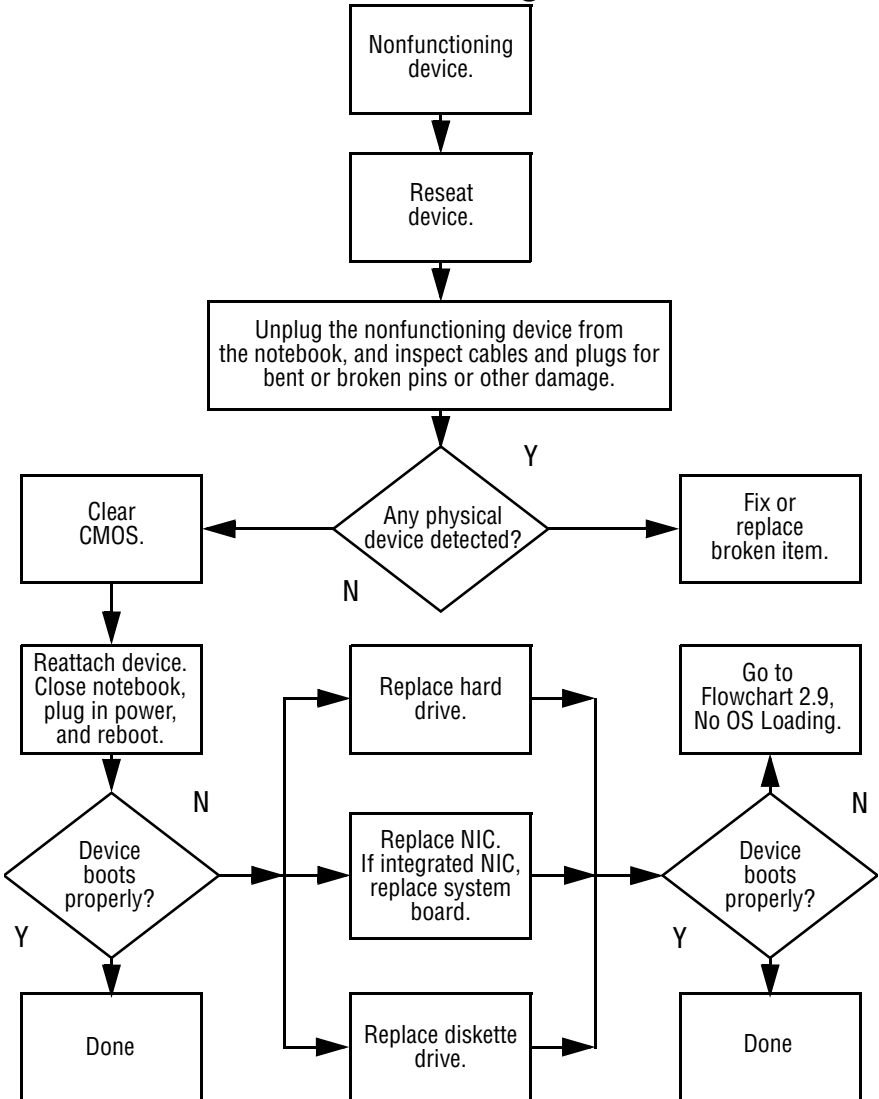 Nonfunctioning
device.
Reseat
device.
Unplug the nonfunctioning device from
the notebook, and inspect cables and plugs for
bent or broken pins or other damage.
Y
Clear
CMOS.
Any physical
device detected?
Fix or
replace
broken item.
N
Reattach device.
Close notebook,
plug in power,
and reboot.
Replace hard
drive.
Go to
Flowchart 2.9,
No OS Loading.
N
N
Device
boots
properly?
Replace NIC.
If integrated NIC,
replace system
board.
Device
boots
properly?
Y
Y
Done
Replace diskette
drive.
Done